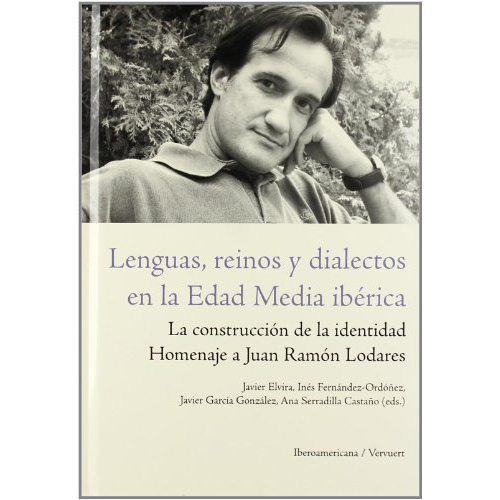 Lenguas, reinos y dialectos
en la Edad Media ibérica
La construcción de la identidad
Homenaje a Juan Ramón Lodares
Javier Elvira, Inés Fernández-Ordóñez,
Javier García González, Ana Serradilla Castaño (eds.)
Iberoamericana / Vervuert